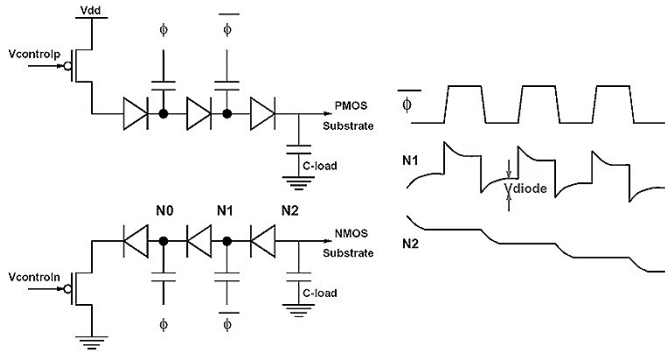 Vdd
ϕ
ϕ̅
Vcontrolp
PMOS
Substrate
C-load
N0
N1
N2
NMOS
Substrate
Vcontroln
C-load
ϕ
ϕ̅
ϕ̅
N1
Vdiode
N2